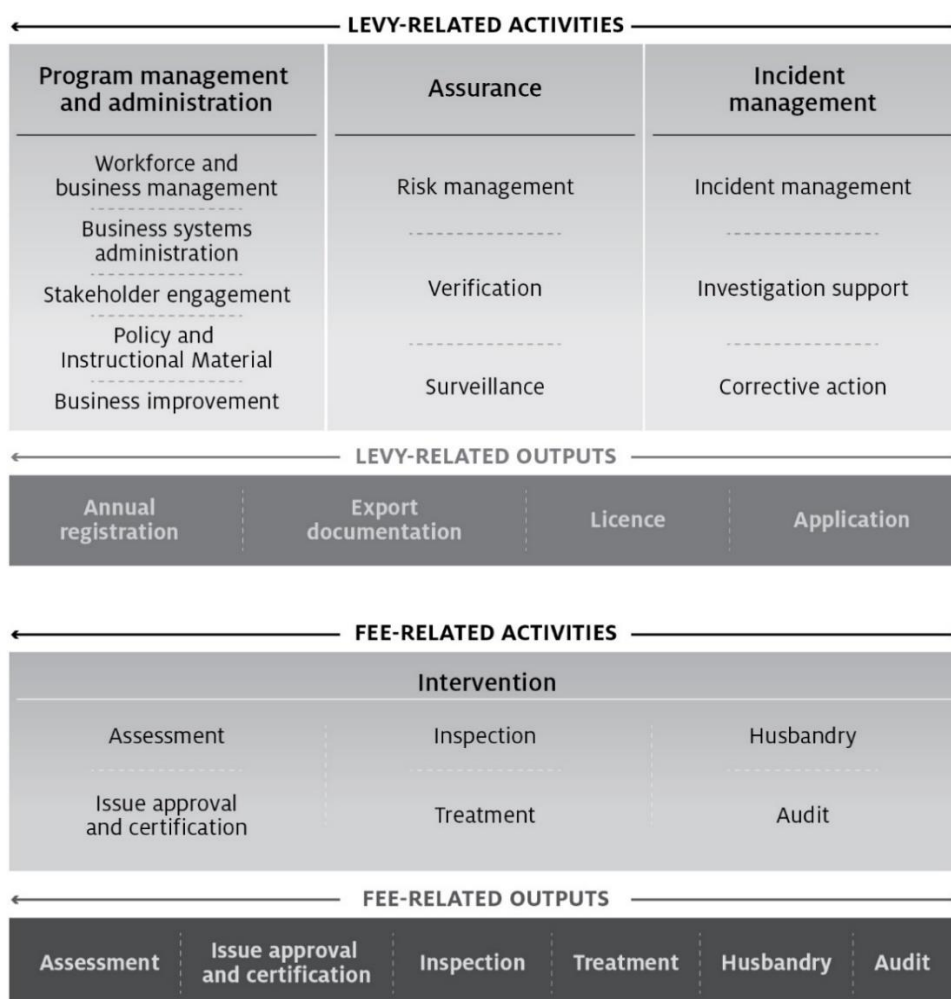 LEVY-RELATED ACTIVITIES
Program management
and administration
Workforce and
business management
Business systems
administration
Stakeholder engagement
Policy and
Instructional Material
Business improvement
Assurance
Risk management
Verification
Surveillance
Incident
management
Incident management
Investigation support
Corrective action
LEVY-RELATED OUTPUTS
Annual
registration
Export
documentation
Licence
Application
FEE-RELATED ACTIVITIES
Intervention
Assessment
Issue approval
and certification
Inspection
Treatment
Husbandry
Audit
FEE-RELATED OUTPUTS
Assessment
Issue approval
and certification
Inspection
Treatment
Husbandry
Audit